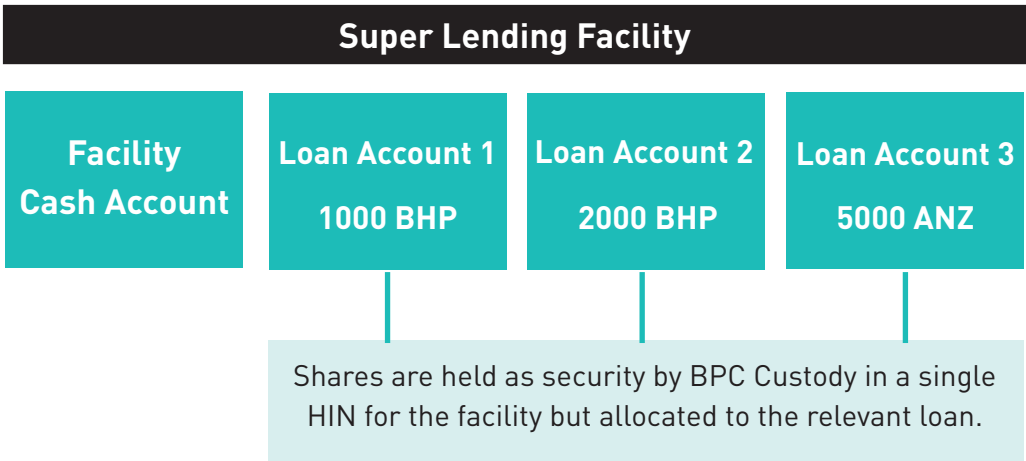 Super Lending Facility
Facility
Cash Account
Loan Account 1
1000 BHP
Loan Account 2
2000 BHP
Loan Account 3
5000 ANZ
Shares are held as security by BPC Custody in a single
HIN for the facility but allocated to the relevant loan.